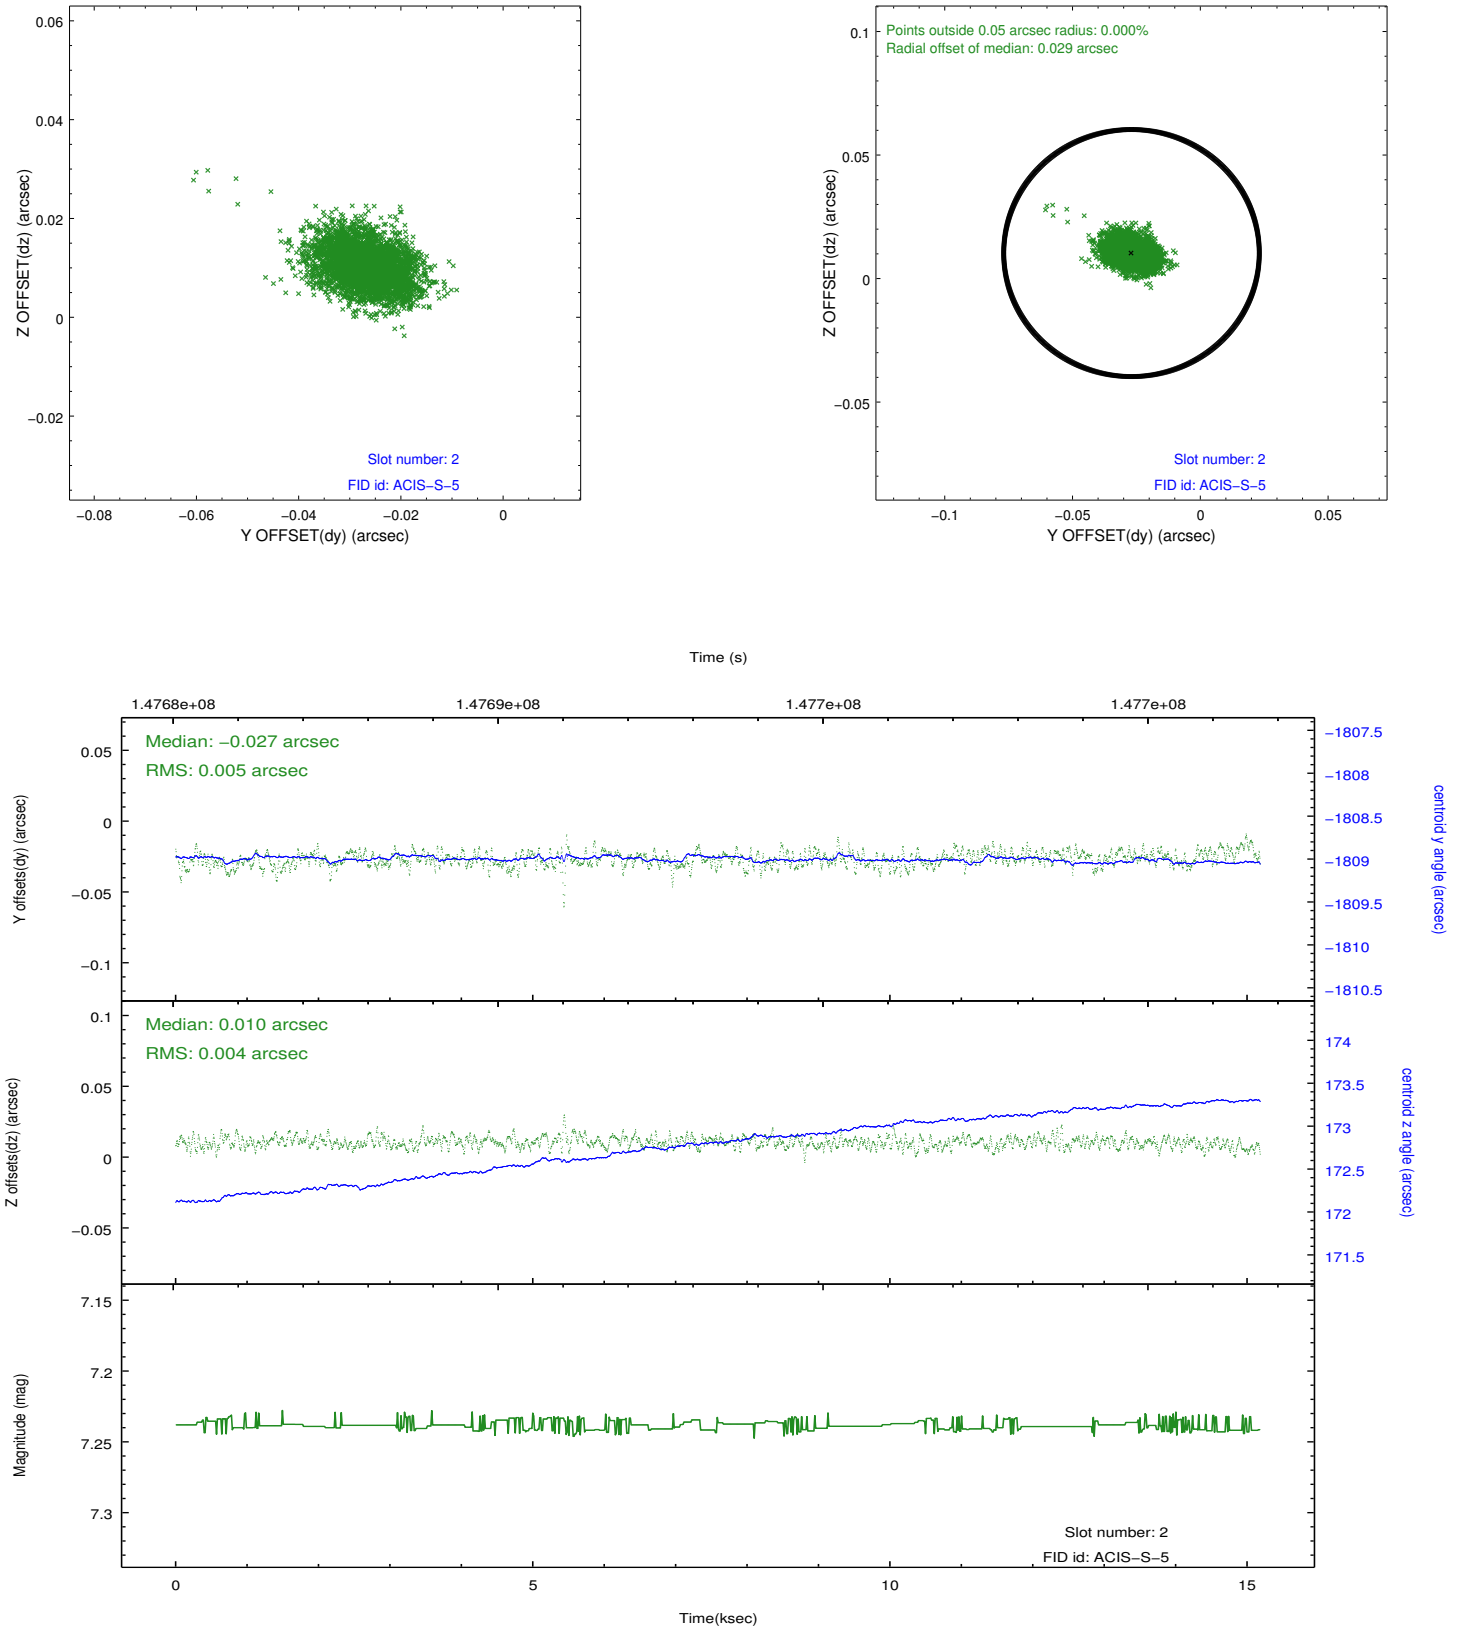 0.06
0.04
0.02
0
−0.02
Z OFFSET(dz) (arcsec)
Slot number: 2
FID id: ACIS−S−5
−0.08 −0.06 −0.04 −0.02 0
Y OFFSET(dy) (arcsec)
Points outside 0.05 arcsec radius: 0.000%
Radial offset of median: 0.029 arcsec
0.1
0.05
0
−0.05
Z OFFSET(dz) (arcsec)
Slot number: 2
FID id: ACIS−S−5
−0.1 −0.05 0 0.05
Y OFFSET(dy) (arcsec)
Time (s)
1.4768e+08 1.4769e+08 1.477e+08 1.477e+08
Median: −0.027 arcsec
RMS: 0.005 arcsec
0.05
0
−0.05
−0.1
Y offsets(dy) (arcsec)
−1807.5
−1808
−1808.5
−1809
−1809.5
−1810
−1810.5
centroid y angle (arcsec)
Median: 0.010 arcsec
RMS: 0.004 arcsec
0.1
0.05
0
−0.05
Z offsets(dz) (arcsec)
174
173.5
173
172.5
172
171.5
centroid z angle (arcsec)
7.15
7.2
7.25
7.3
Magnitude (mag)
Slot number: 2
FID id: ACIS−S−5
0 5 10 15
Time(ksec)